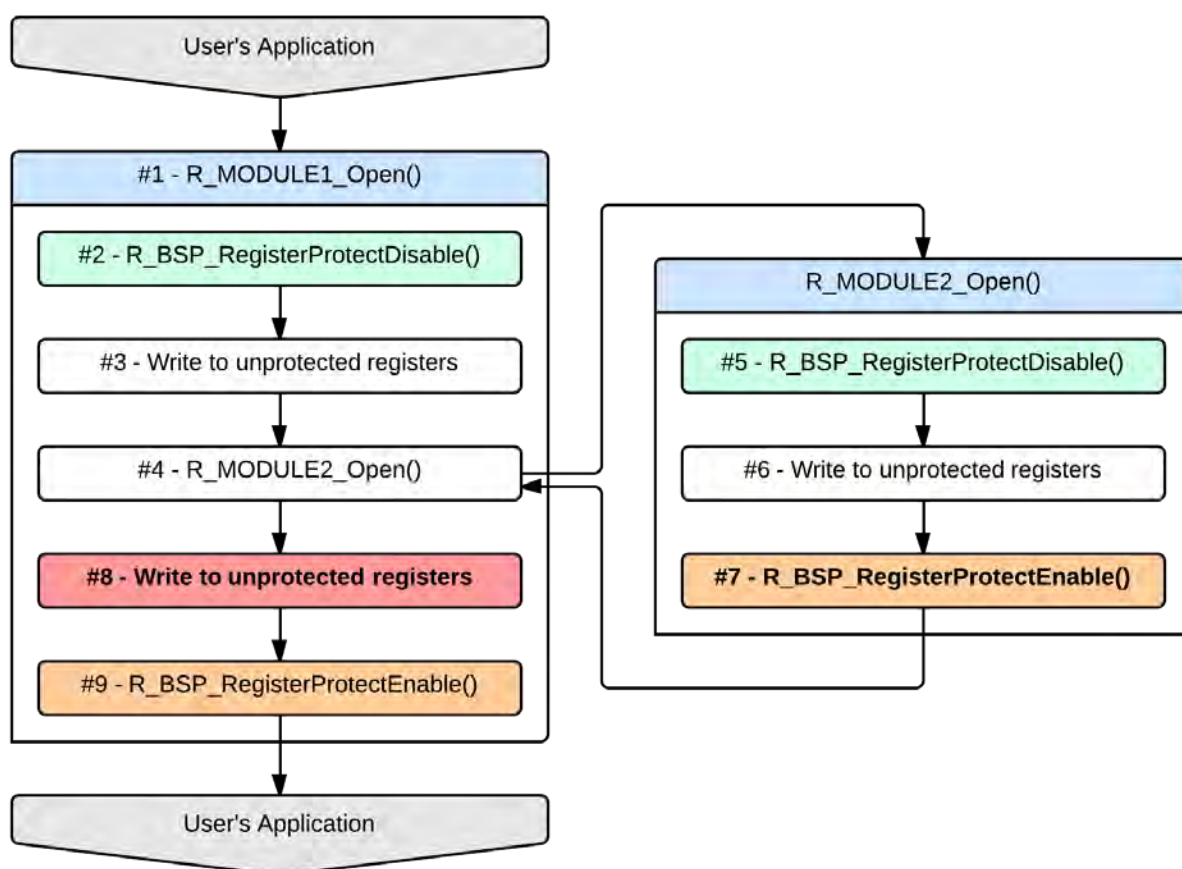 User's Application
#1 - R_MODULE1_Open()
#2 - R_BSP_RegisterProtectDisable()
#3 - Write to unprotected registers
#4 - R_MODULE2_Open()
#8 - Write to unprotected registers
#9 - R_BSP_RegisterProtectEnable()
R_MODULE2_Open()
#5 - R_BSP_RegisterProtectDisable()
#6 - Write to unprotected registers
#7 - R_BSP_RegisterProtectEnable()
User's Application